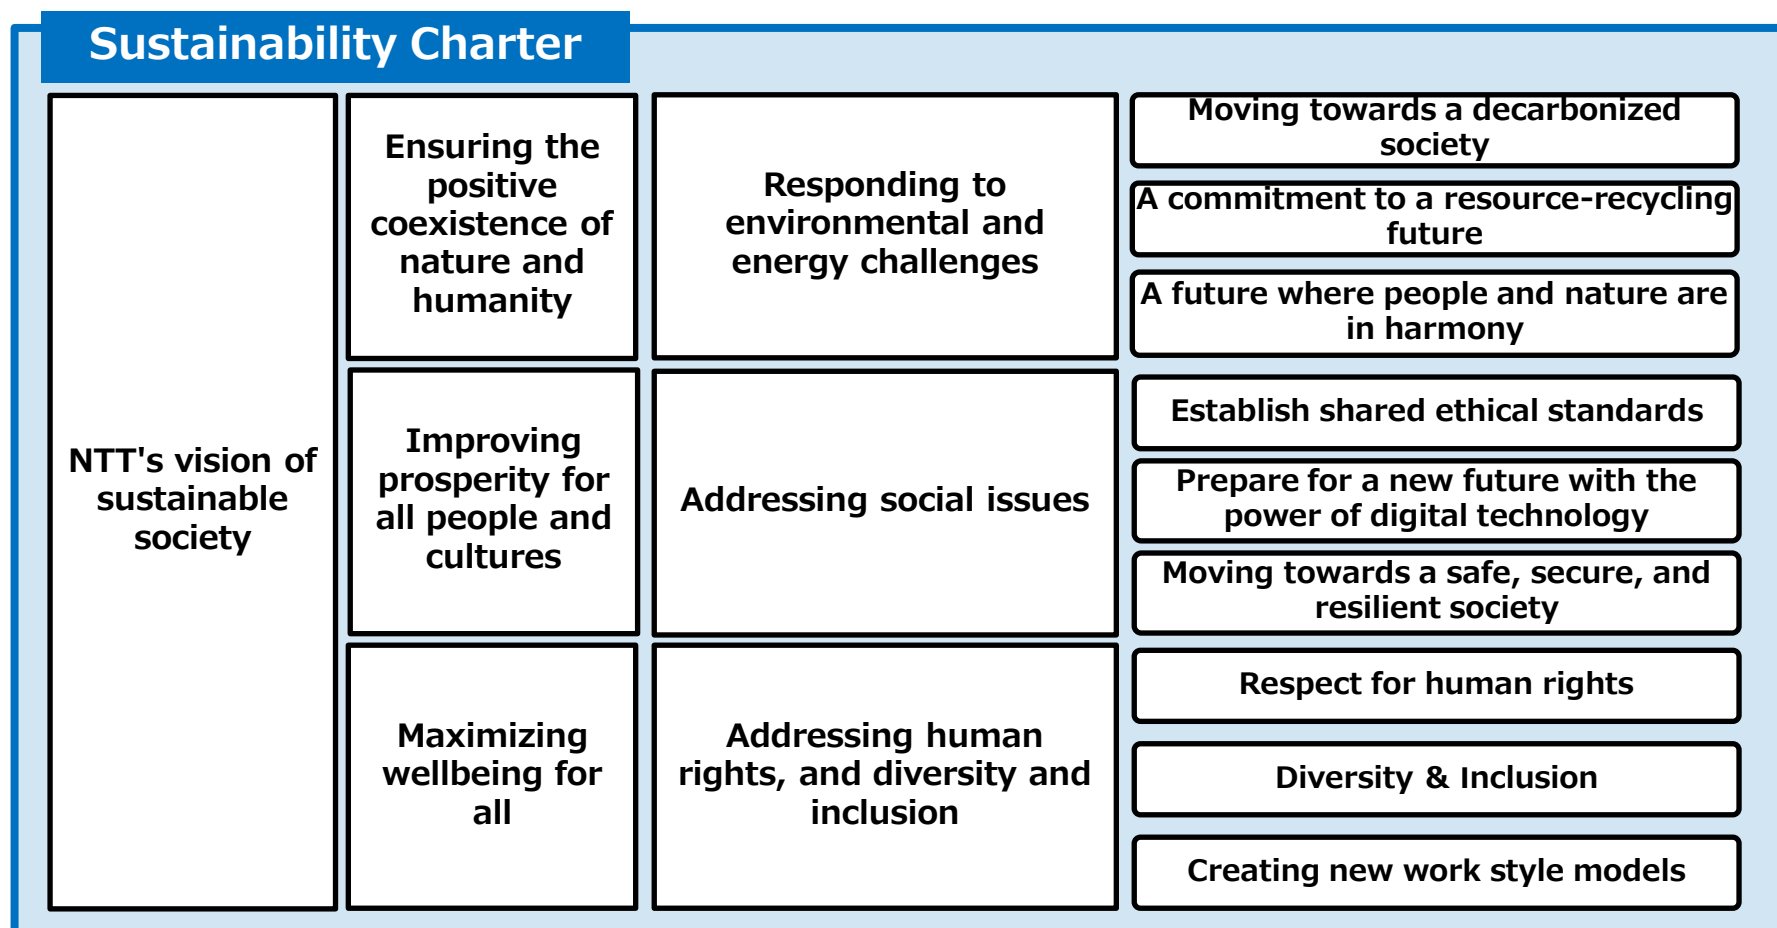 Sustainability Charter
NTT's vision of
sustainable
society
Ensuring the
positive
coexistence of
nature and
humanity
Responding to
environmental and
energy challenges
Moving towards a decarbonized
society
A commitment to a resource-recycling
future
A future where people and nature are
in harmony
Improving
prosperity for
all people and
cultures
Addressing social issues
Establish shared ethical standards
Prepare for a new future with the
power of digital technology
Moving towards a safe, secure, and
resilient society
Maximizing
wellbeing for
all
Addressing human
rights, and diversity and
inclusion
Respect for human rights
Diversity & Inclusion
Creating new work style models